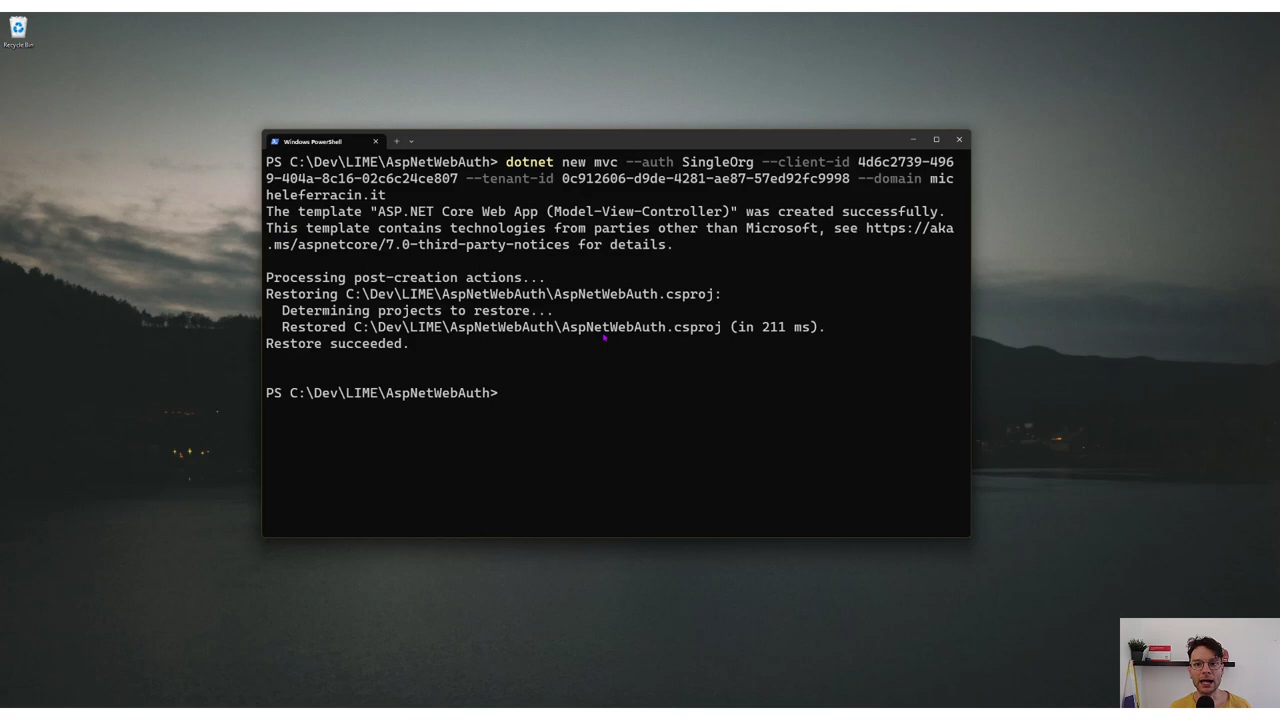 Recycle Bin
Windows PowerShell
PS C:\Dev\LIME\AspNetWebAuth> dotnet new mvc --auth SingleOrg --client-id 4d6c2739-496
9-404a-8c16-02c6c24ce807 --tenant-id 0c912606-d9de-4281-ae87-57ed92fc9998 --domain mic
heleferracin.it
The template "ASP.NET Core Web App (Model-View-Controller)" was created successfully.
This template contains technologies from parties other than Microsoft, see https://aka
.ms/aspnetcore/7.0-third-party-notices for details.
Processing post-creation actions...
Restoring C:\Dev\LIME\AspNetWebAuth\AspNetWebAuth.csproj:
Determining projects to restore...
Restored C:\Dev\LIME\AspNetWebAuth\AspNetWebAuth.csproj (in 211 ms).
Restore succeeded.
PS C:\Dev\LIME\AspNetWebAuth>